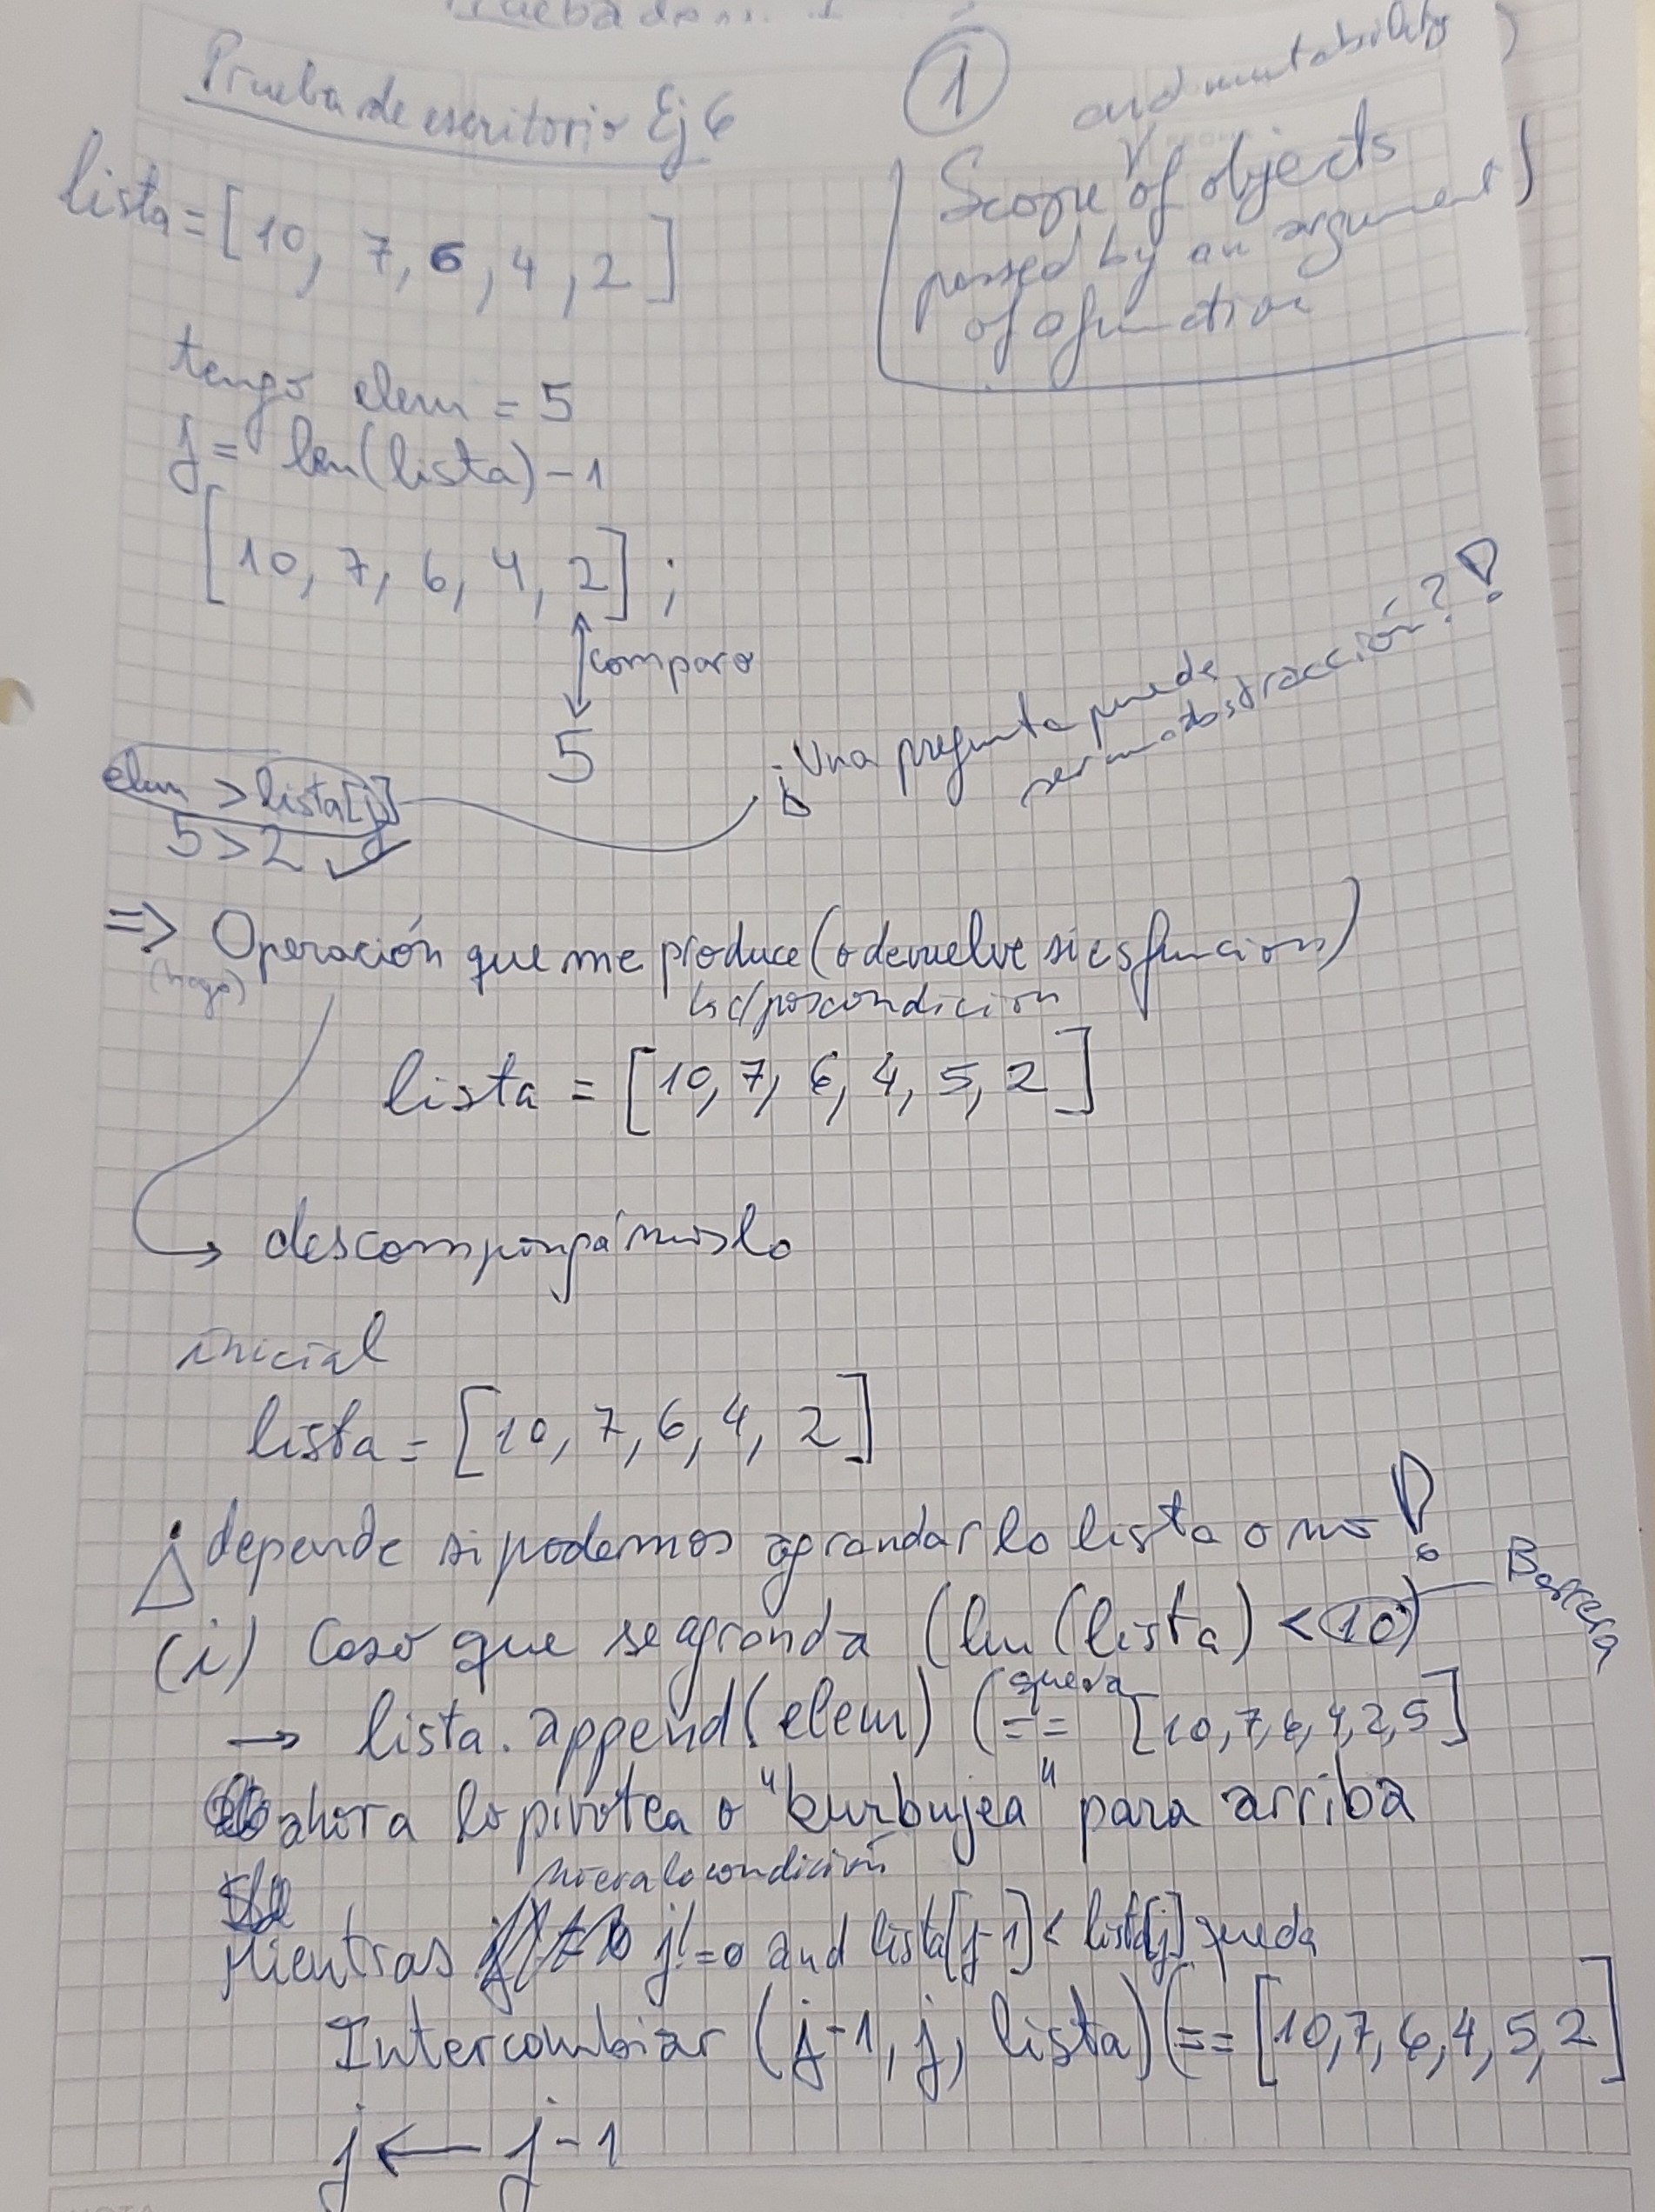 Prueba de escritorio Ej 6
1
and mutability
Scope of objects
passed by an argument
of a function
lista = [10, 7, 6, 4, 2]
tengo elem = 5
j = len(lista) - 1
[10, 7, 6, 4, 2] ;
comparo
5
¿Una pregunta puede
ser una abstracción?!
elem > lista[j]
5 > 2 ✓
=> Operación que me produce (o devuelve si es función)
(hago)
la c/poscondición
lista = [10, 7, 6, 4, 5, 2]
descompongámoslo
inicial
lista = [10, 7, 6, 4, 2]
¡depende si podemos agrandar la lista o no!
(i) Caso que se agranda (len(lista) < 10)
Barrera
→ lista.append(elem) (== [10, 7, 6, 4, 2, 5]
queda
ahora lo pivotea o "burbujea" para arriba
condición
Mientras j != 0 and lista[j-1] < lista[j] queda
Intercambiar (j-1, j, lista) (== [10, 7, 6, 4, 5, 2]
j ← j-1